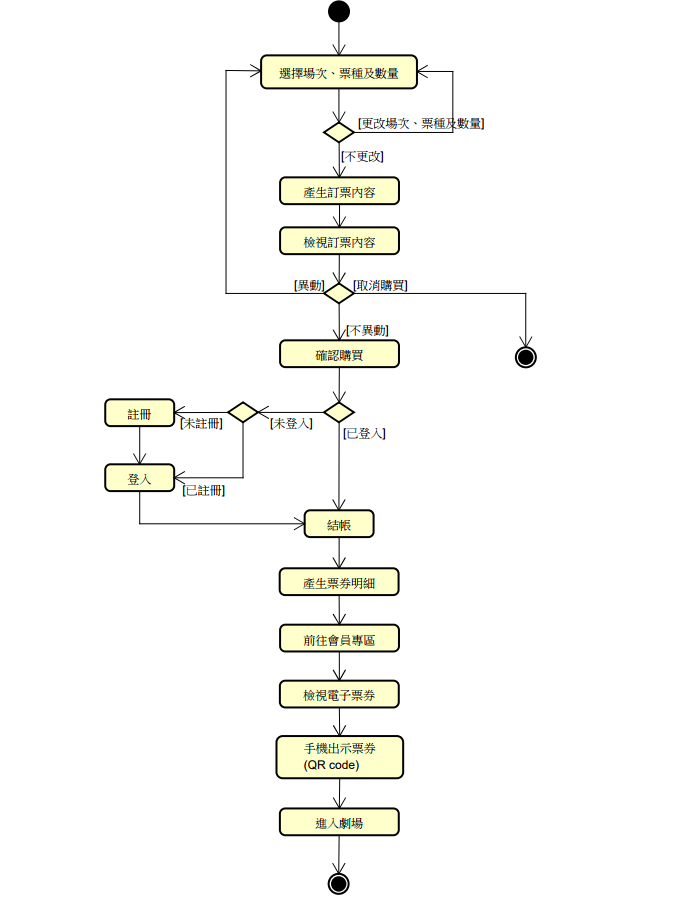 選擇場次、票種及數量
[更改場次、票種及數量]
[不更改]
產生訂票內容
檢視訂票內容
[異動]
[取消購買]
[不異動]
確認購買
註冊
[未註冊]
[未登入]
[已登入]
登入
[已註冊]
結帳
產生票券明細
前往會員專區
檢視電子票券
手機出示票券
(QR code)
進入劇場